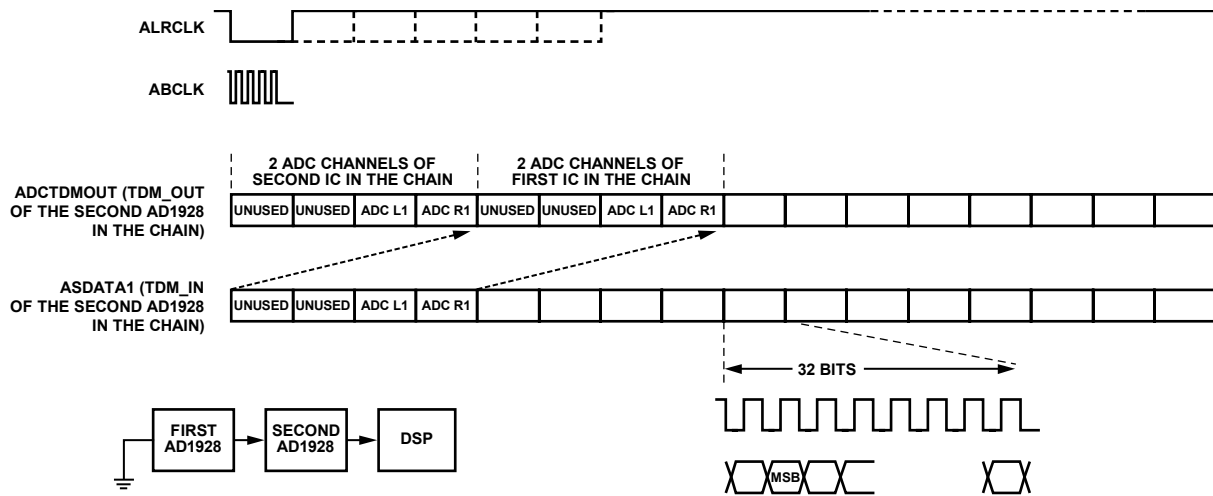 ALRCLK
ABCLK
2 ADC CHANNELS OF
SECOND IC IN THE CHAIN
2 ADC CHANNELS OF
FIRST IC IN THE CHAIN
ADCTDMOUT (TDM_OUT
OF THE SECOND AD1928
IN THE CHAIN)
UNUSED UNUSED ADC L1 ADC R1 UNUSED UNUSED ADC L1 ADC R1
ASDATA1 (TDM_IN
OF THE SECOND AD1928
IN THE CHAIN)
UNUSED UNUSED ADC L1 ADC R1
32 BITS
FIRST
AD1928
SECOND
AD1928
DSP
MSB